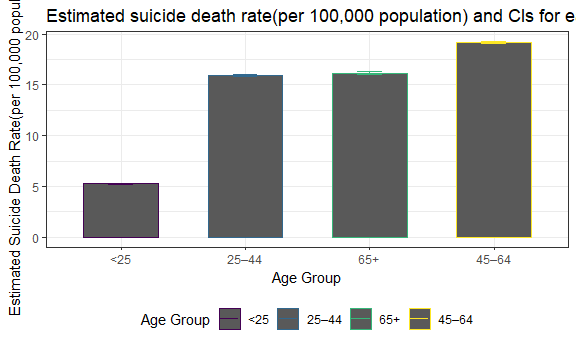 Estimated suicide death rate(per 100,000 population) and CIs for e
Estimated Suicide Death Rate(per 100,000 popul
20
15
10
5
0
<25 25–44 65+ 45–64
Age Group
Age Group <25 25–44 65+ 45–64